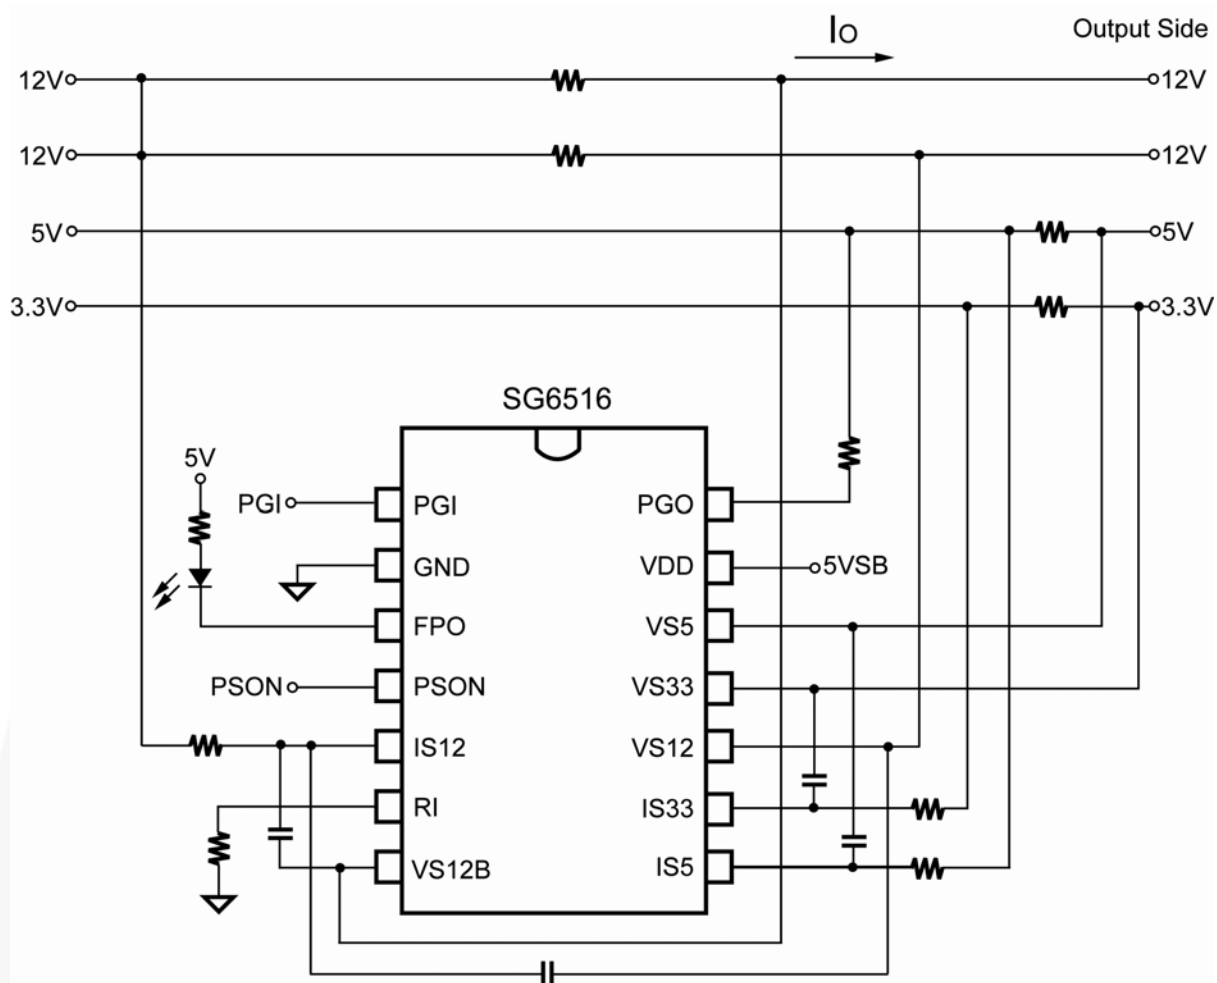 IO
Output Side
12V
12V
12V
12V
5V
5V
3.3V
3.3V
SG6516
5V
PGI
PGI
PGO
GND
VDD
5VSB
FPO
VS5
PSON
PSON
VS33
IS12
VS12
RI
IS33
VS12B
IS5